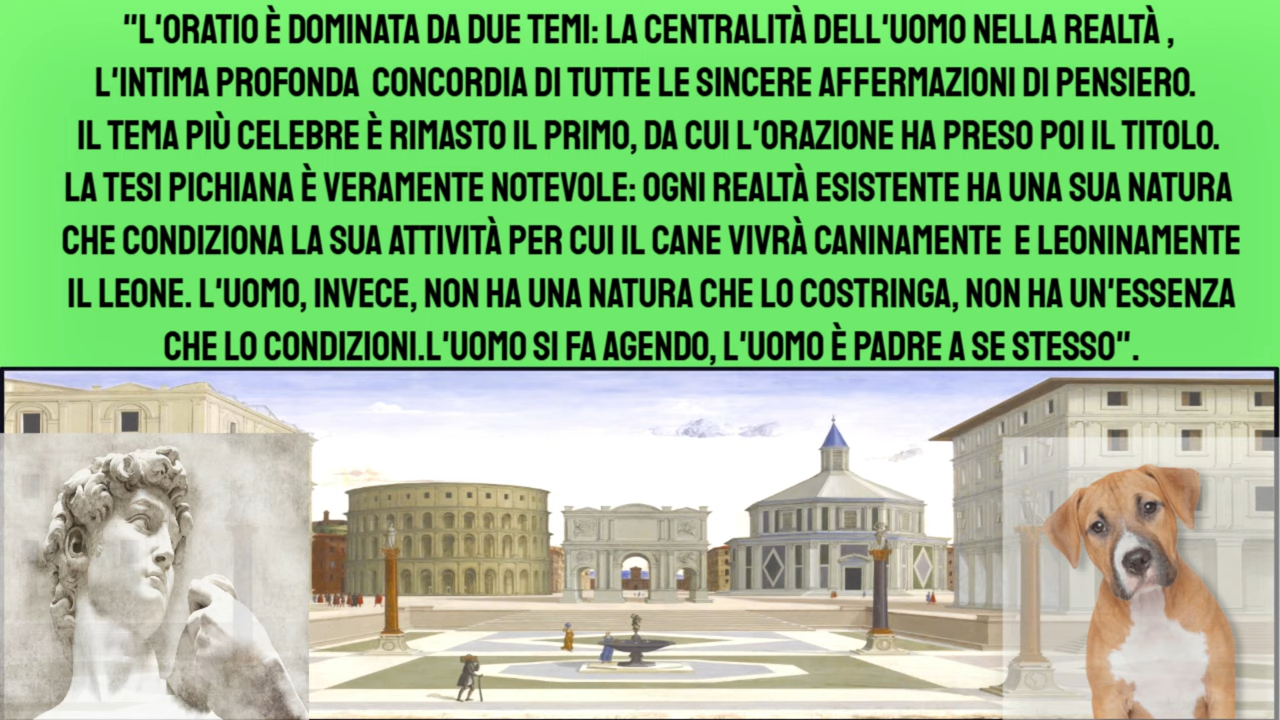 "L'ORATIO È DOMINATA DA DUE TEMI: LA CENTRALITÀ DELL'UOMO NELLA REALTÀ ,
L'INTIMA PROFONDA CONCORDIA DI TUTTE LE SINCERE AFFERMAZIONI DI PENSIERO.
IL TEMA PIÙ CELEBRE È RIMASTO IL PRIMO, DA CUI L'ORAZIONE HA PRESO POI IL TITOLO.
LA TESI PICHIANA È VERAMENTE NOTEVOLE: OGNI REALTÀ ESISTENTE HA UNA SUA NATURA
CHE CONDIZIONA LA SUA ATTIVITÀ PER CUI IL CANE VIVRÀ CANINAMENTE E LEONINAMENTE
IL LEONE. L'UOMO, INVECE, NON HA UNA NATURA CHE LO COSTRINGA, NON HA UN'ESSENZA
CHE LO CONDIZIONI.L'UOMO SI FA AGENDO, L'UOMO È PADRE A SE STESSO".